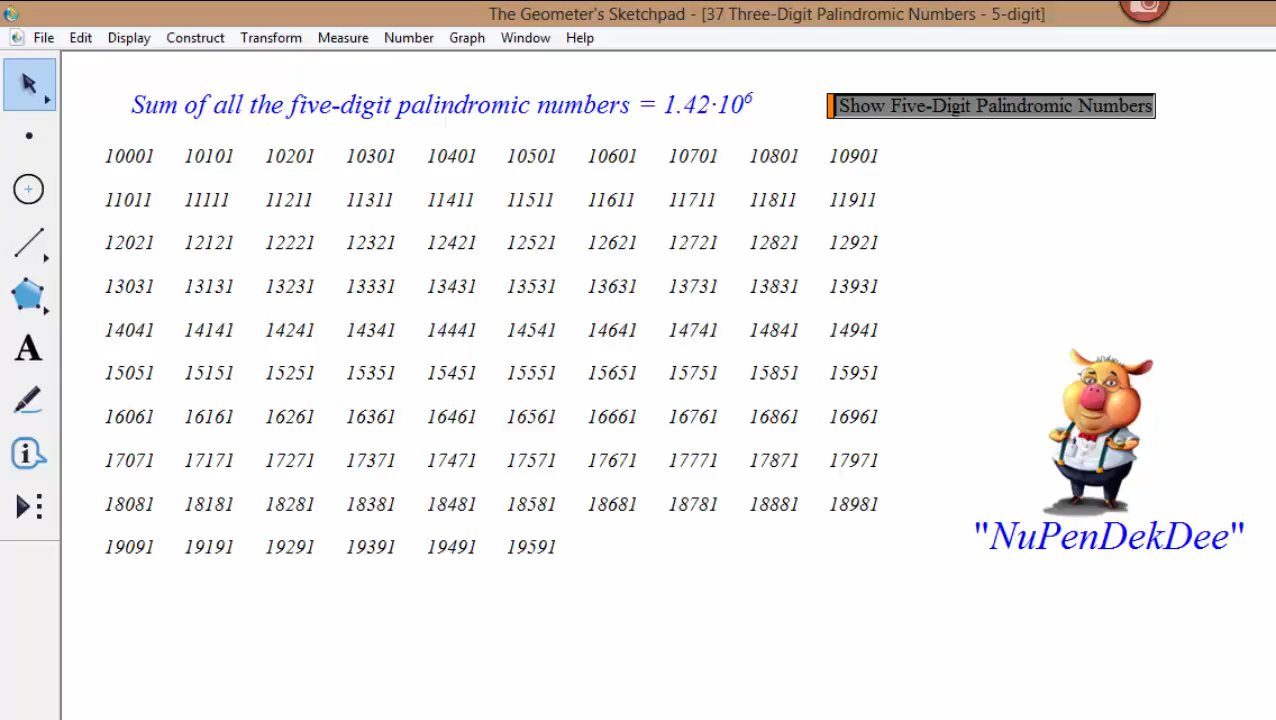 The Geometer's Sketchpad - [37 Three-Digit Palindromic Numbers - 5-digit]
File Edit Display Construct Transform Measure Number Graph Window Help
Sum of all the five-digit palindromic numbers = 1.42·10⁶
Show Five-Digit Palindromic Numbers
10001 10101 10201 10301 10401 10501 10601 10701 10801 10901
11011 11111 11211 11311 11411 11511 11611 11711 11811 11911
12021 12121 12221 12321 12421 12521 12621 12721 12821 12921
13031 13131 13231 13331 13431 13531 13631 13731 13831 13931
14041 14141 14241 14341 14441 14541 14641 14741 14841 14941
15051 15151 15251 15351 15451 15551 15651 15751 15851 15951
16061 16161 16261 16361 16461 16561 16661 16761 16861 16961
17071 17171 17271 17371 17471 17571 17671 17771 17871 17971
18081 18181 18281 18381 18481 18581 18681 18781 18881 18981
19091 19191 19291 19391 19491 19591
"NuPenDekDee"
A
i